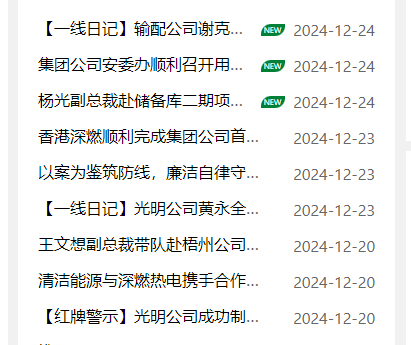 【一线日记】输配公司谢克... NEW 2024-12-24
集团公司安委办顺利召开用... NEW 2024-12-24
杨光副总裁赴储备库二期项... NEW 2024-12-24
香港深燃顺利完成集团公司首... 2024-12-23
以案为鉴筑防线，廉洁自律守... 2024-12-23
【一线日记】光明公司黄永全... 2024-12-23
王文想副总裁带队赴梧州公司... 2024-12-20
清洁能源与深燃热电携手合作... 2024-12-20
【红牌警示】光明公司成功制... 2024-12-20